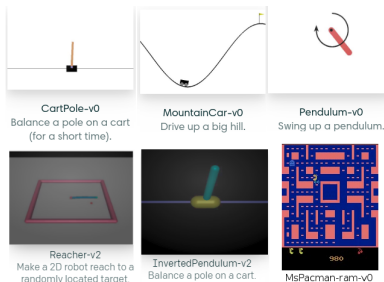 CartPole-v0
Balance a pole on a cart
(for a short time).
MountainCar-v0
Drive up a big hill.
Pendulum-v0
Swing up a pendulum.
Reacher-v2
Make a 2D robot reach to a
randomly located target
InvertedPendulum-v2
Balance a pole on a cart.
980
MsPacman-ram-v0